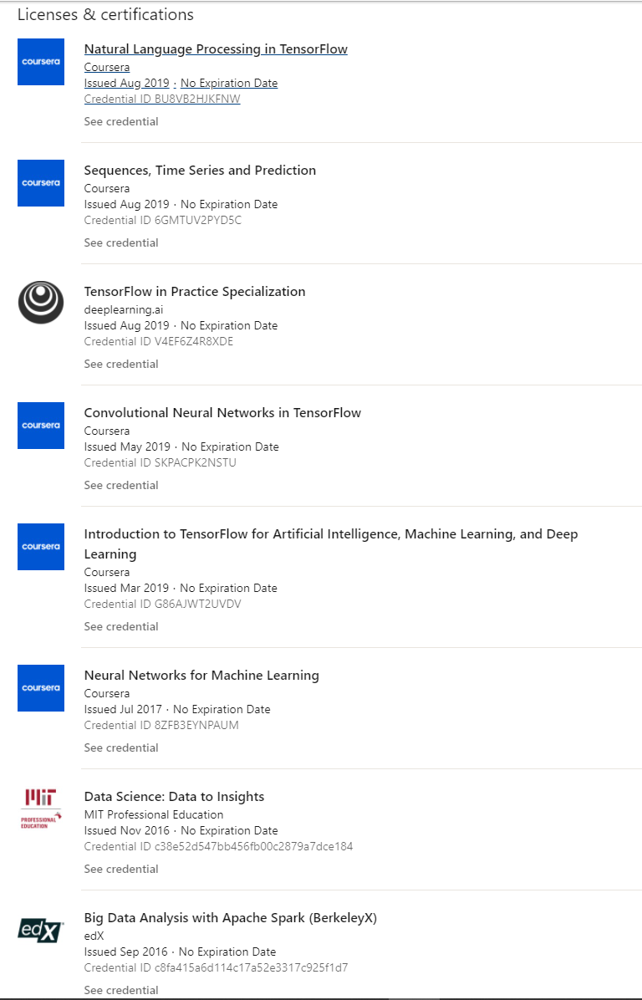 Licenses & certifications
coursera
Natural Language Processing in TensorFlow
Coursera
Issued Aug 2019 · No Expiration Date
Credential ID BU8VB2HJKFNW
See credential
coursera
Sequences, Time Series and Prediction
Coursera
Issued Aug 2019 · No Expiration Date
Credential ID 6GMTUV2PYD5C
See credential
TensorFlow in Practice Specialization
deeplearning.ai
Issued Aug 2019 · No Expiration Date
Credential ID V4EF6Z4R8XDE
See credential
coursera
Convolutional Neural Networks in TensorFlow
Coursera
Issued May 2019 · No Expiration Date
Credential ID SKPACPK2NSTU
See credential
coursera
Introduction to TensorFlow for Artificial Intelligence, Machine Learning, and Deep
Learning
Coursera
Issued Mar 2019 · No Expiration Date
Credential ID G86AJWT2UVDV
See credential
coursera
Neural Networks for Machine Learning
Coursera
Issued Jul 2017 · No Expiration Date
Credential ID 8ZFB3EYNPAUM
See credential
MIT
PROFESSIONAL
EDUCATION
Data Science: Data to Insights
MIT Professional Education
Issued Nov 2016 · No Expiration Date
Credential ID c38e52d547bb456fb00c2879a7dce184
See credential
edX
Big Data Analysis with Apache Spark (BerkeleyX)
edX
Issued Sep 2016 · No Expiration Date
Credential ID c8fa415a6d114c17a52e3317c925f1d7
See credential